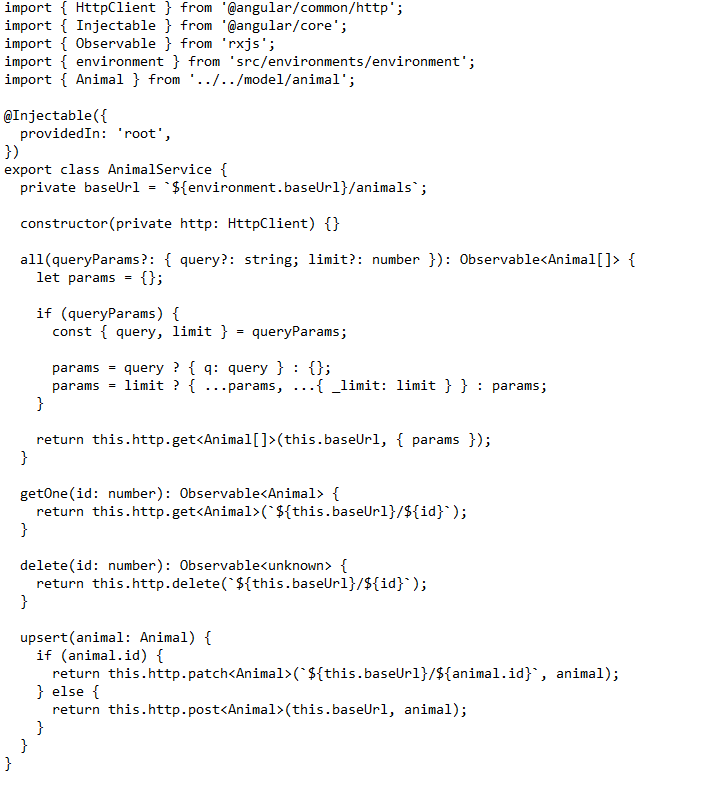 import { HttpClient } from '@angular/common/http';
import { Injectable } from '@angular/core';
import { Observable } from 'rxjs';
import { environment } from 'src/environments/environment';
import { Animal } from '../../model/animal';

@Injectable({
  providedIn: 'root',
})
export class AnimalService {
  private baseUrl = `${environment.baseUrl}/animals`;

  constructor(private http: HttpClient) {}

  all(queryParams?: { query?: string; limit?: number }): Observable<Animal[]> {
    let params = {};

    if (queryParams) {
      const { query, limit } = queryParams;

      params = query ? { q: query } : {};
      params = limit ? { ...params, ...{ _limit: limit } } : params;
    }

    return this.http.get<Animal[]>(this.baseUrl, { params });
  }

  getOne(id: number): Observable<Animal> {
    return this.http.get<Animal>(`${this.baseUrl}/${id}`);
  }

  delete(id: number): Observable<unknown> {
    return this.http.delete(`${this.baseUrl}/${id}`);
  }

  upsert(animal: Animal) {
    if (animal.id) {
      return this.http.patch<Animal>(`${this.baseUrl}/${animal.id}`, animal);
    } else {
      return this.http.post<Animal>(this.baseUrl, animal);
    }
  }
}